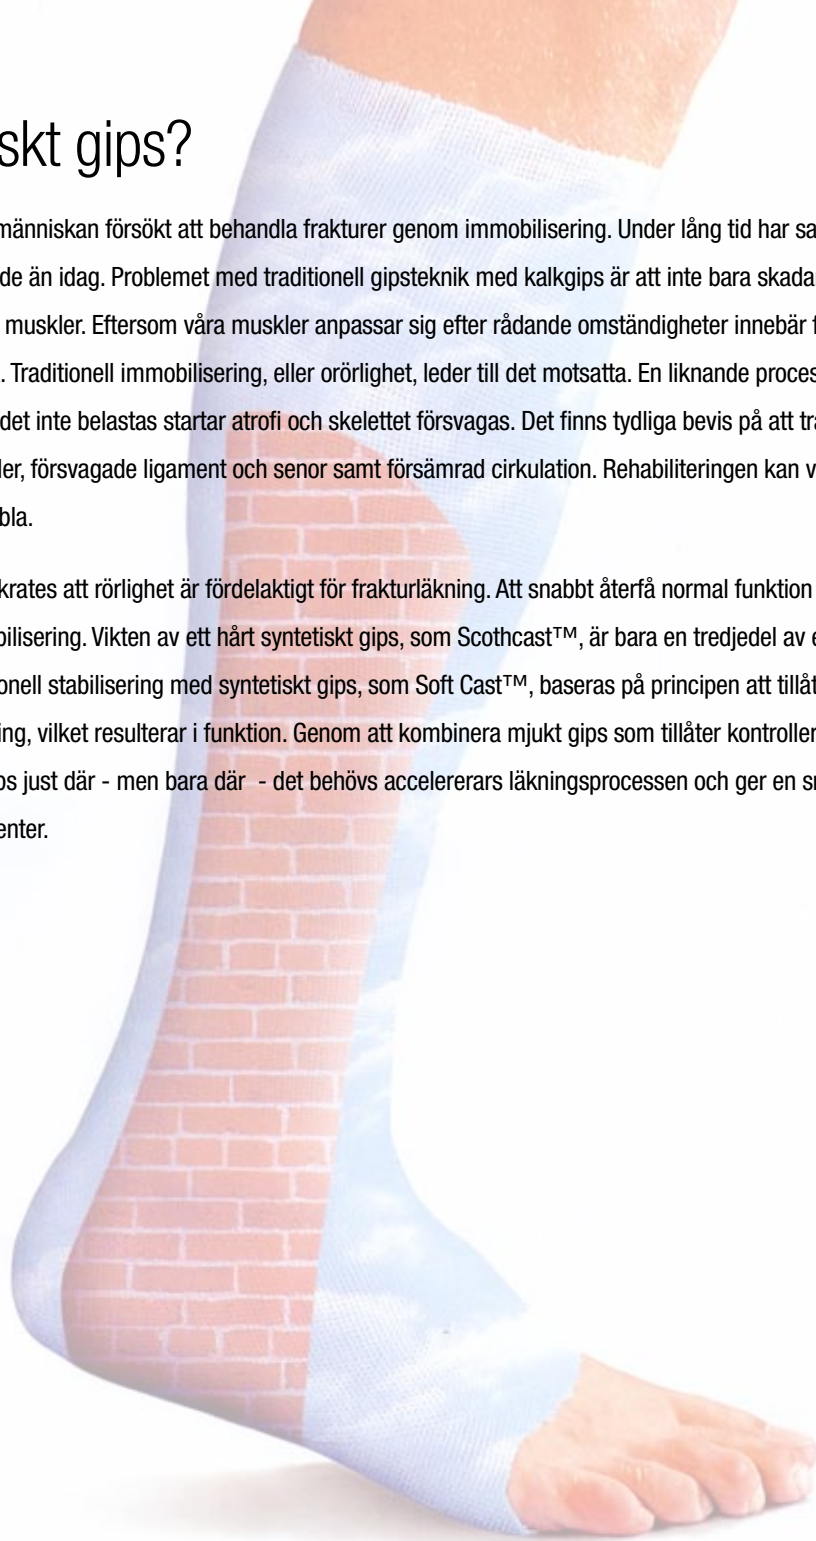 skt gips?
människan försökt att behandla frakturer genom immobilisering. Under lång tid har sa
de än idag. Problemet med traditionell gipsteknik med kalkgips är att inte bara skada
muskler. Eftersom våra muskler anpassar sig efter rådande omständigheter innebär f
. Traditionell immobilisering, eller orörlighet, leder till det motsatta. En liknande proces
det inte belastas startar atrofi och skelettet försvagas. Det finns tydliga bevis på att tra
ler, försvagade ligament och senor samt försämrad cirkulation. Rehabiliteringen kan v
bla.
krates att rörlighet är fördelaktigt för frakturläkning. Att snabbt återfå normal funktion
bilisering. Vikten av ett hårt syntetiskt gips, som Scothcast™, är bara en tredjedel av e
onell stabilisering med syntetiskt gips, som Soft Cast™, baseras på principen att tillåt
ing, vilket resulterar i funktion. Genom att kombinera mjukt gips som tillåter kontroller
os just där - men bara där  - det behövs accelererars läkningsprocessen och ger en sn
enter.